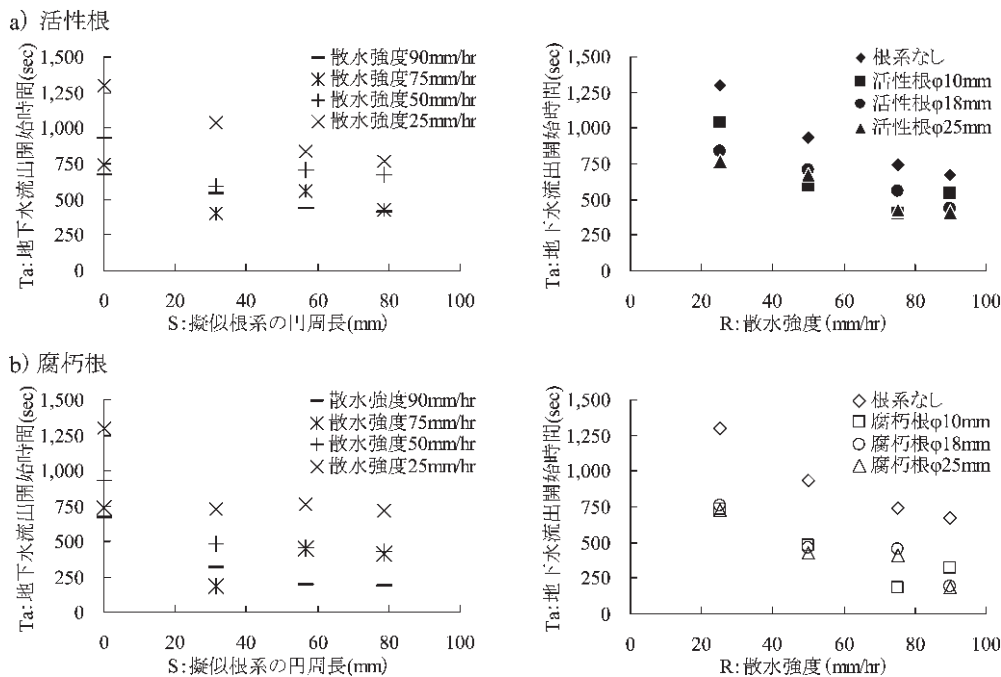 a) 活性根
Ta:地下水流出開始時間(sec)
1,500
1,250
1,000
750
500
250
0
0 20 40 60 80 100
S:擬似根系の円周長(mm)
散水強度90mm/hr
散水強度75mm/hr
散水強度50mm/hr
散水強度25mm/hr
Ta:地下水流出開始時間(sec)
1,500
1,250
1,000
750
500
250
0
0 20 40 60 80 100
R:散水強度(mm/hr)
根系なし
活性根φ10mm
活性根φ18mm
活性根φ25mm
b) 腐朽根
Ta:地下水流出開始時間(sec)
1,500
1,250
1,000
750
500
250
0
0 20 40 60 80 100
S:擬似根系の円周長(mm)
散水強度90mm/hr
散水強度75mm/hr
散水強度50mm/hr
散水強度25mm/hr
Ta:地下水流出開始時間(sec)
1,500
1,250
1,000
750
500
250
0
0 20 40 60 80 100
R:散水強度(mm/hr)
根系なし
腐朽根φ10mm
腐朽根φ18mm
腐朽根φ25mm